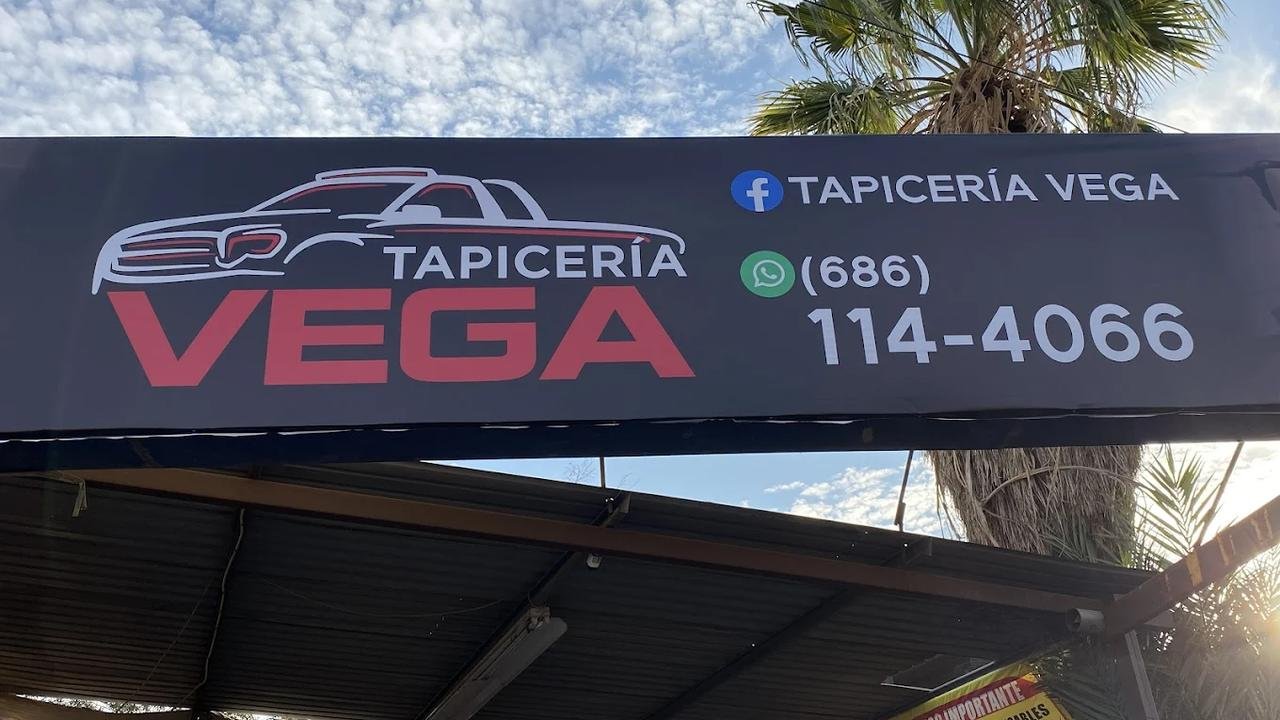 TAPICERÍA
VEGA
TAPICERÍA VEGA
(686)
114-4066
IMPORTANTE